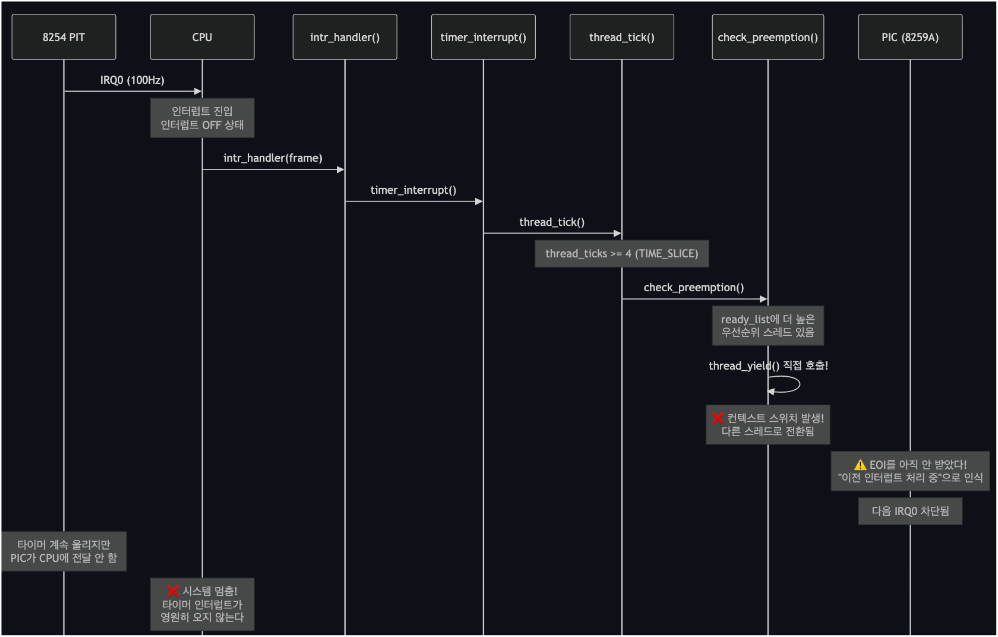 8254 PIT
CPU
intr_handler()
timer_interrupt()
thread_tick()
check_preemption()
PIC (8259A)
IRQ0 (100Hz)
인터럽트 진입
인터럽트 OFF 상태
intr_handler(frame)
timer_interrupt()
thread_tick()
thread_ticks >= 4 (TIME_SLICE)
check_preemption()
ready_list에 더 높은
우선순위 스레드 있음
thread_yield() 직접 호출!
❌ 컨텍스트 스위치 발생!
다른 스레드로 전환됨
⚠️ EOI를 아직 안 받았다!
"이전 인터럽트 처리 중"으로 인식
다음 IRQ0 차단됨
타이머 계속 울리지만
PIC가 CPU에 전달 안 함
❌ 시스템 멈춤!
타이머 인터럽트가
영원히 오지 않는다